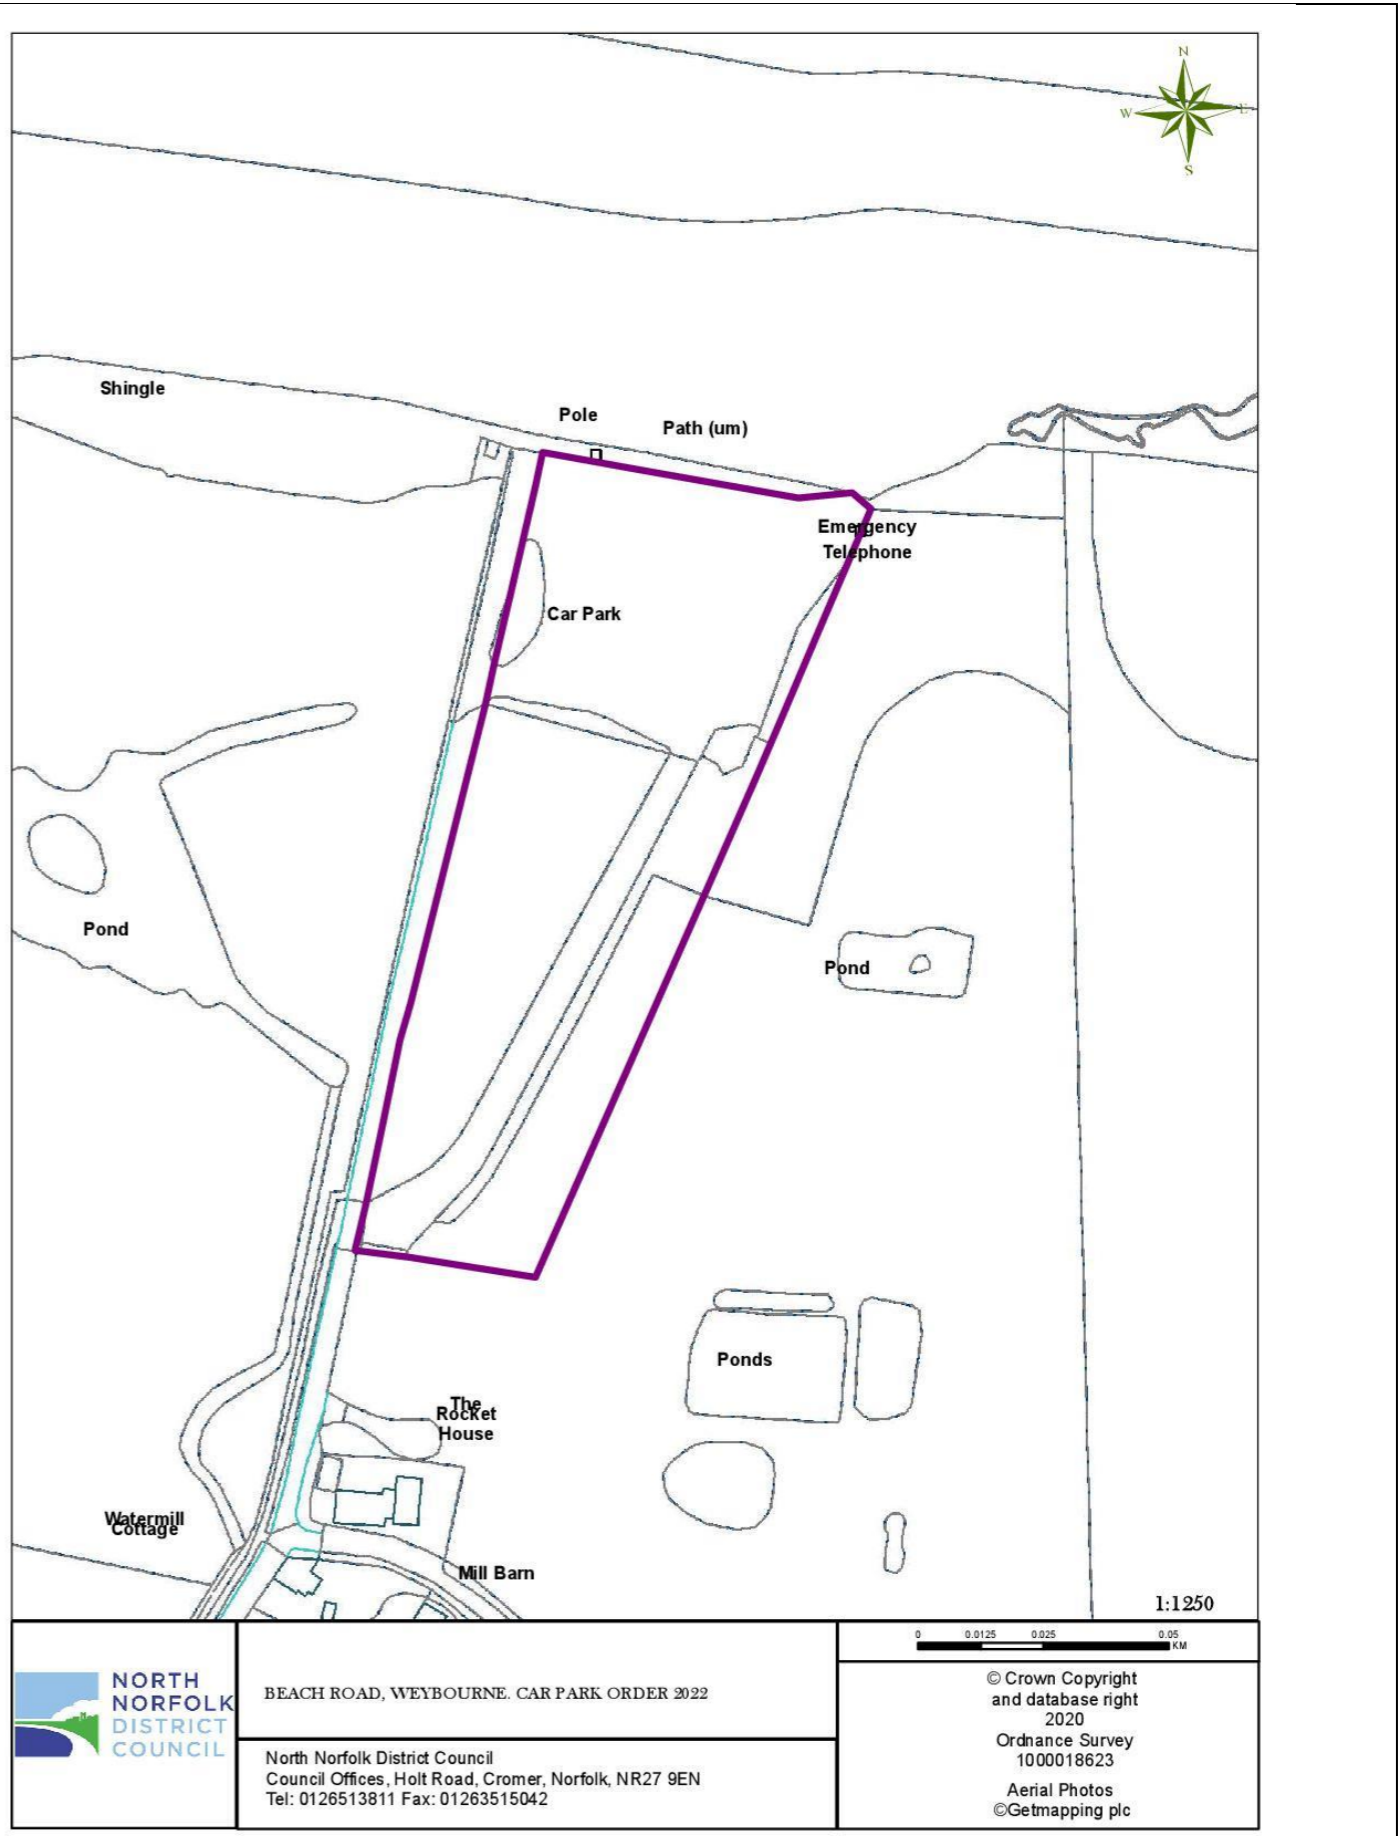 N
W E
S
Shingle
Pole
Path (um)
Emergency
Telephone
Car Park
Pond
Pond
Ponds
The
Rocket
House
Watermill
Cottage
Mill Barn
1:1250
0 0.0125 0.025 0.05
KM
NORTH
NORFOLK
DISTRICT
COUNCIL
BEACH ROAD, WEYBOURNE. CAR PARK ORDER 2022
North Norfolk District Council
Council Offices, Holt Road, Cromer, Norfolk, NR27 9EN
Tel: 0126513811 Fax: 01263515042
© Crown Copyright
and database right
2020
Ordnance Survey
1000018623
Aerial Photos
©Getmapping plc